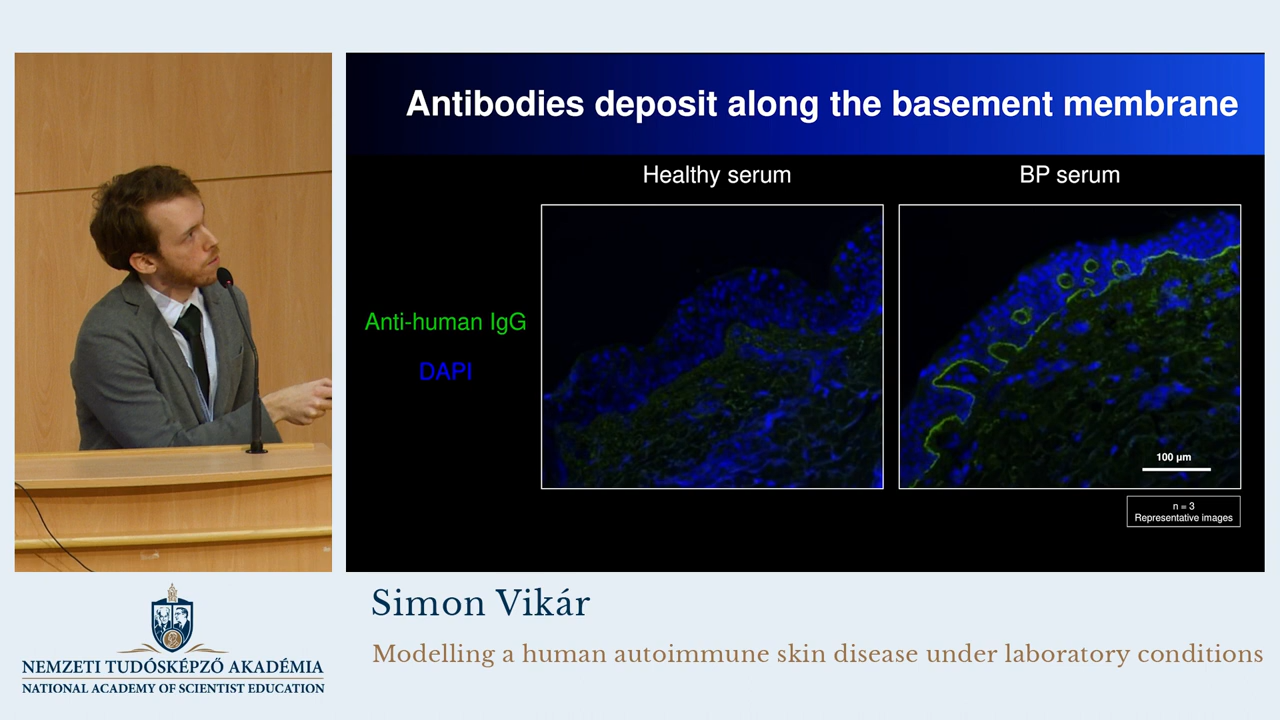 Antibodies deposit along the basement membrane
Healthy serum
BP serum
Anti-human IgG
DAPI
100 µm
n = 3
Representative images
Simon Vikár
Modelling a human autoimmune skin disease under laboratory conditions
NEMZETI TUDÓSKÉPZŐ AKADÉMIA
NATIONAL ACADEMY OF SCIENTIST EDUCATION